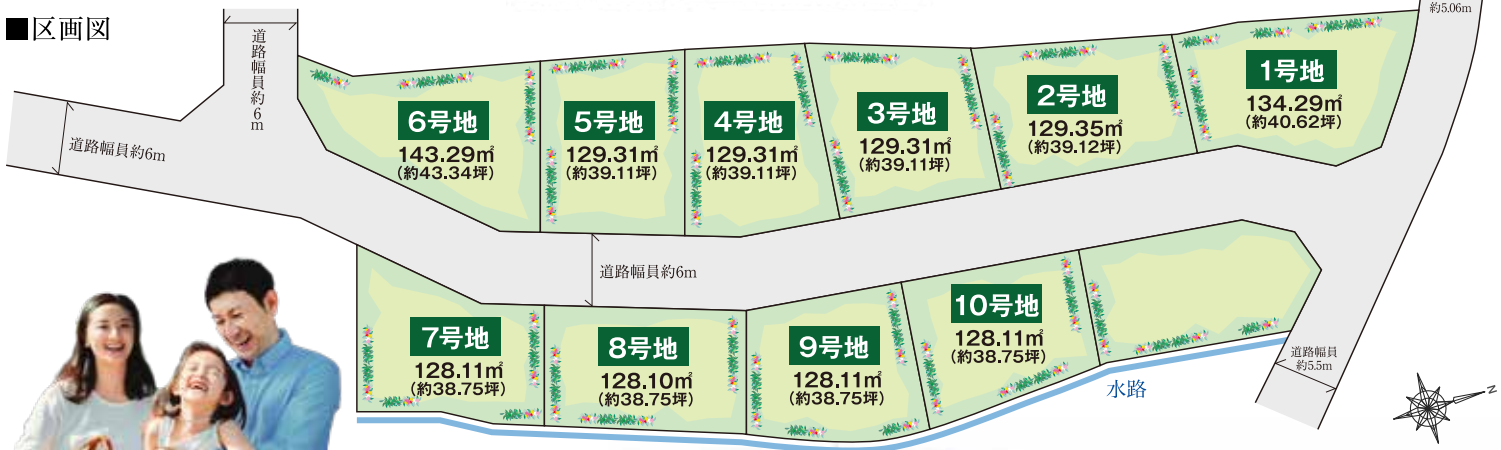 ■区画図
約5.06m
道路幅員約6m
道路幅員約6m
6号地
143.29㎡
(約43.34坪)
5号地
129.31㎡
(約39.11坪)
4号地
129.31㎡
(約39.11坪)
3号地
129.31㎡
(約39.11坪)
2号地
129.35㎡
(約39.12坪)
1号地
134.29㎡
(約40.62坪)
道路幅員約6m
7号地
128.11㎡
(約38.75坪)
8号地
128.10㎡
(約38.75坪)
9号地
128.11㎡
(約38.75坪)
10号地
128.11㎡
(約38.75坪)
道路幅員
約5.5m
水路
N